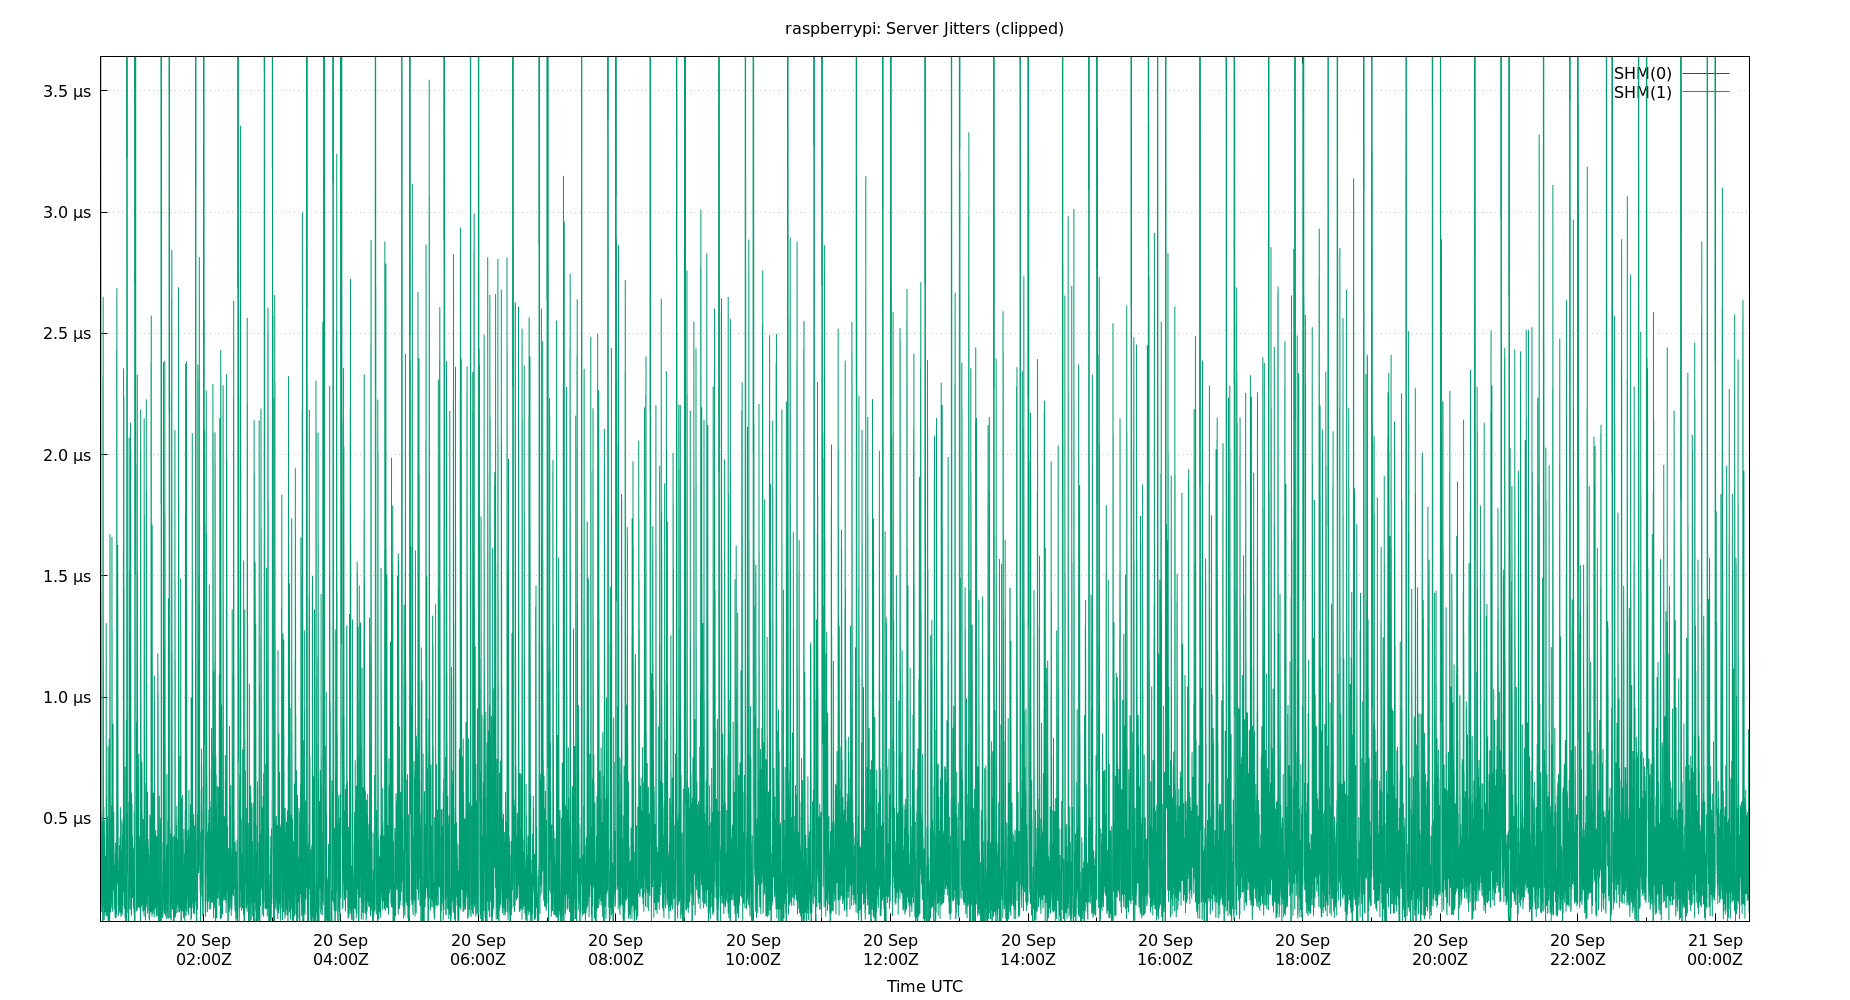 raspberrypi: Server Jitters (clipped)
SHM(0)
SHM(1)
3.5 μs
3.0 μs
2.5 μs
2.0 μs
1.5 μs
1.0 μs
0.5 μs
20 Sep 20 Sep 20 Sep 20 Sep 20 Sep 20 Sep 20 Sep 20 Sep 20 Sep 20 Sep 20 Sep 21 Sep
02:00Z 04:00Z 06:00Z 08:00Z 10:00Z 12:00Z 14:00Z 16:00Z 18:00Z 20:00Z 22:00Z 00:00Z
Time UTC